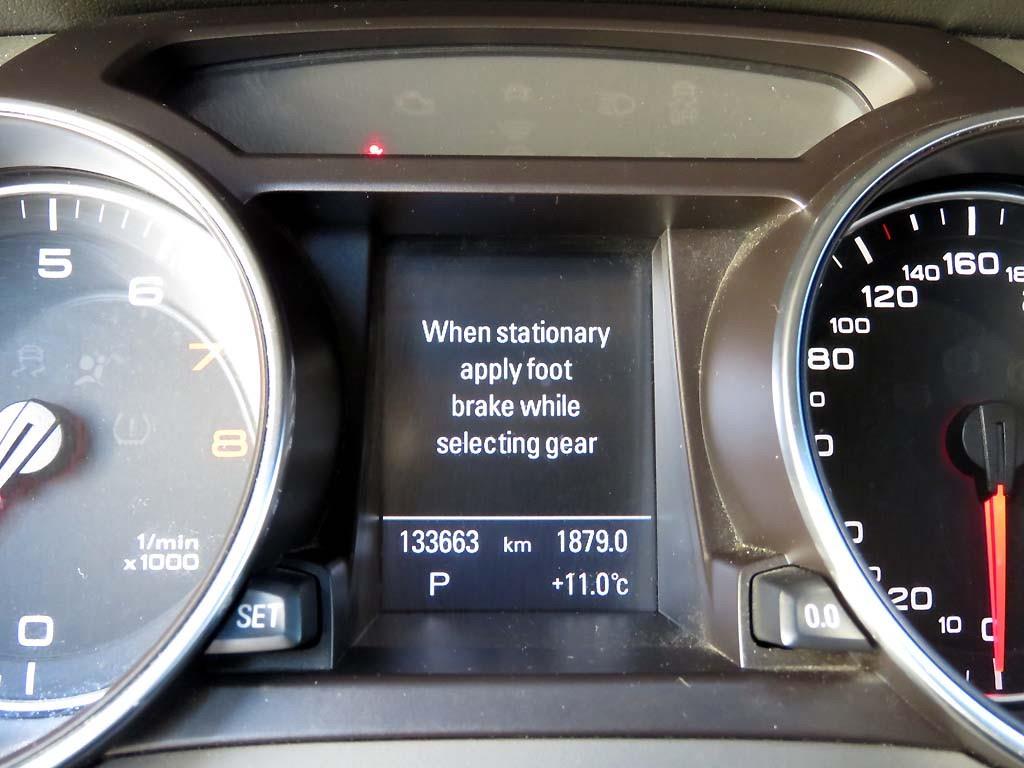 5
6
7
8
1/min
x1000
0
SET
When stationary
apply foot
brake while
selecting gear
133663 km 1879.0
P +11.0°c
0.0
160
140
120
100
80
20
10